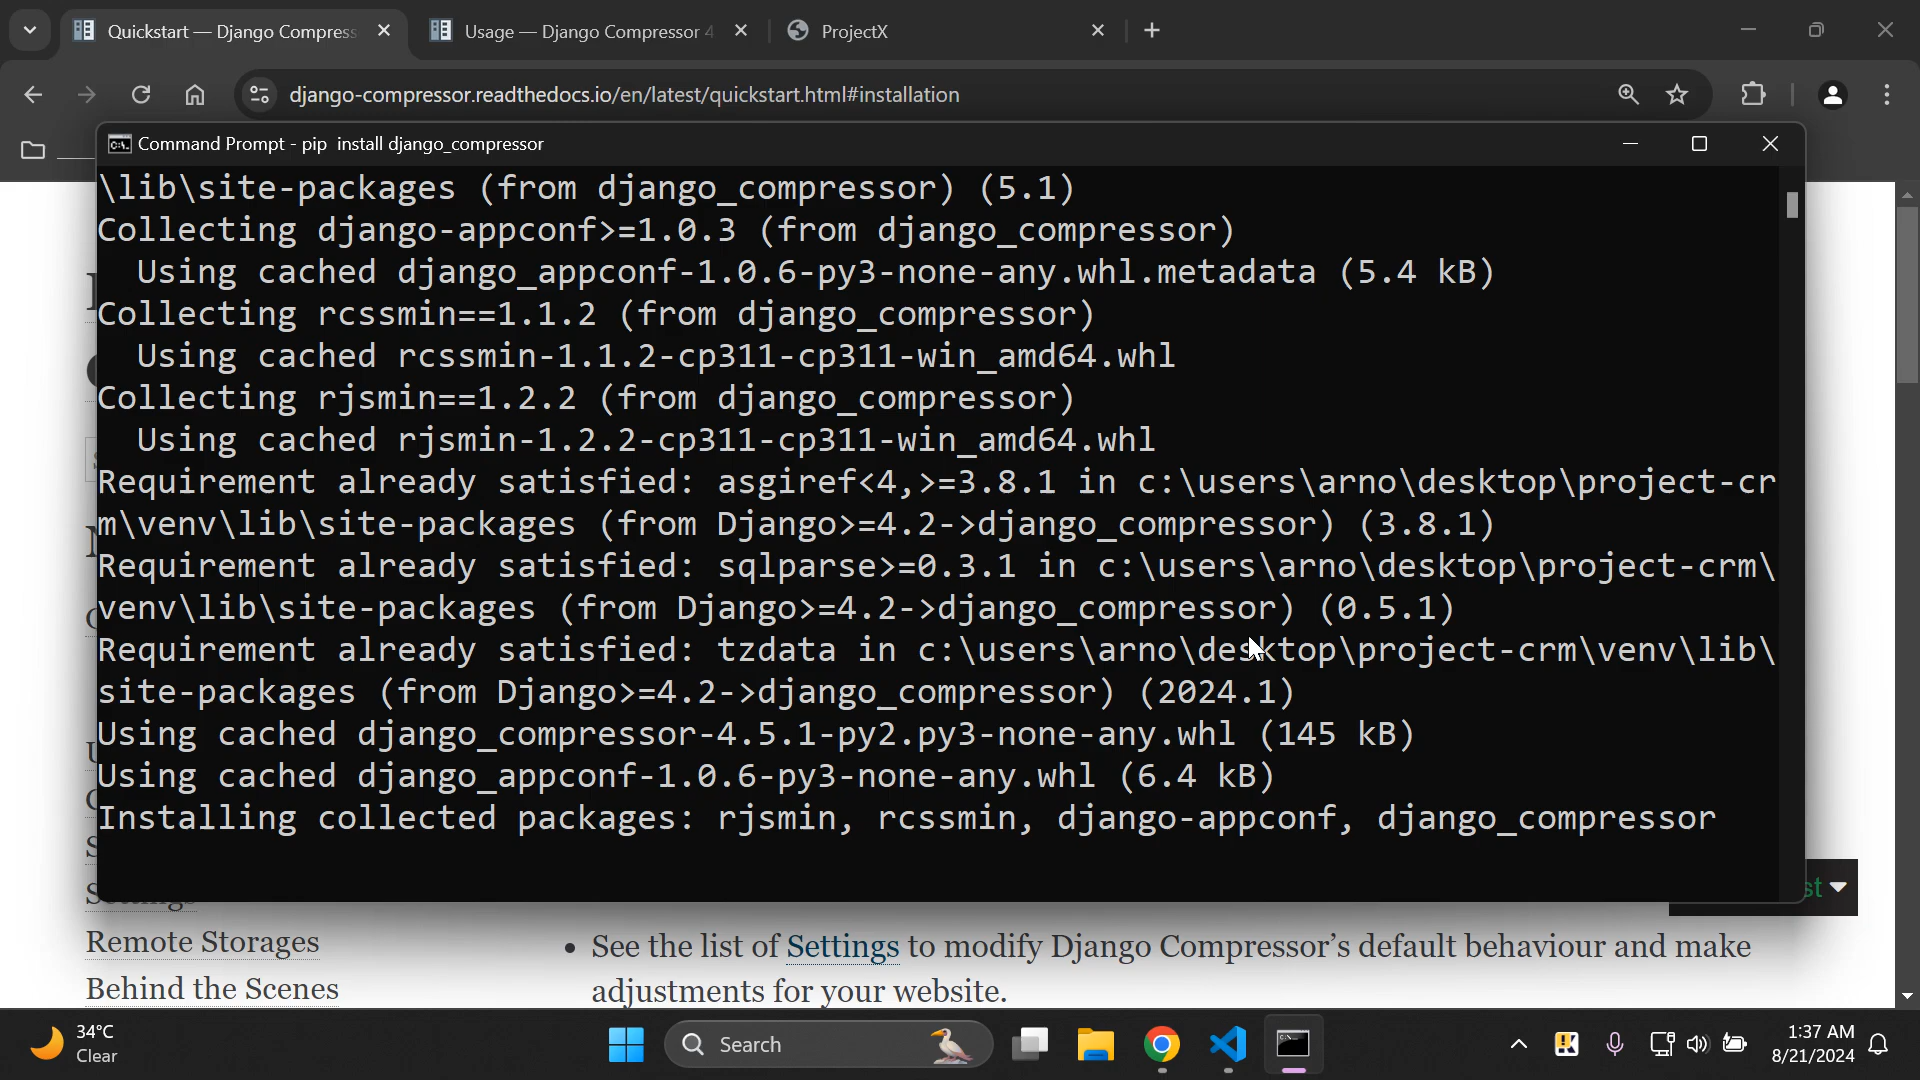 Quickstart — Django Compress
Usage — Django Compressor 4
ProjectX
django-compressor.readthedocs.io/en/latest/quickstart.html#installation
Command Prompt - pip  install django_compressor
\lib\site-packages (from django_compressor) (5.1)
Collecting django-appconf>=1.0.3 (from django_compressor)
  Using cached django_appconf-1.0.6-py3-none-any.whl.metadata (5.4 kB)
Collecting rcssmin==1.1.2 (from django_compressor)
  Using cached rcssmin-1.1.2-cp311-cp311-win_amd64.whl
Collecting rjsmin==1.2.2 (from django_compressor)
  Using cached rjsmin-1.2.2-cp311-cp311-win_amd64.whl
Requirement already satisfied: asgiref<4,>=3.8.1 in c:\users\arno\desktop\project-cr
m\venv\lib\site-packages (from Django>=4.2->django_compressor) (3.8.1)
Requirement already satisfied: sqlparse>=0.3.1 in c:\users\arno\desktop\project-crm\
venv\lib\site-packages (from Django>=4.2->django_compressor) (0.5.1)
Requirement already satisfied: tzdata in c:\users\arno\desktop\project-crm\venv\lib\
site-packages (from Django>=4.2->django_compressor) (2024.1)
Using cached django_compressor-4.5.1-py2.py3-none-any.whl (145 kB)
Using cached django_appconf-1.0.6-py3-none-any.whl (6.4 kB)
Installing collected packages: rjsmin, rcssmin, django-appconf, django_compressor
st
Settings
Remote Storages
Behind the Scenes
See the list of Settings to modify Django Compressor’s default behaviour and make
adjustments for your website.
34°C
Clear
Search
1:37 AM
8/21/2024